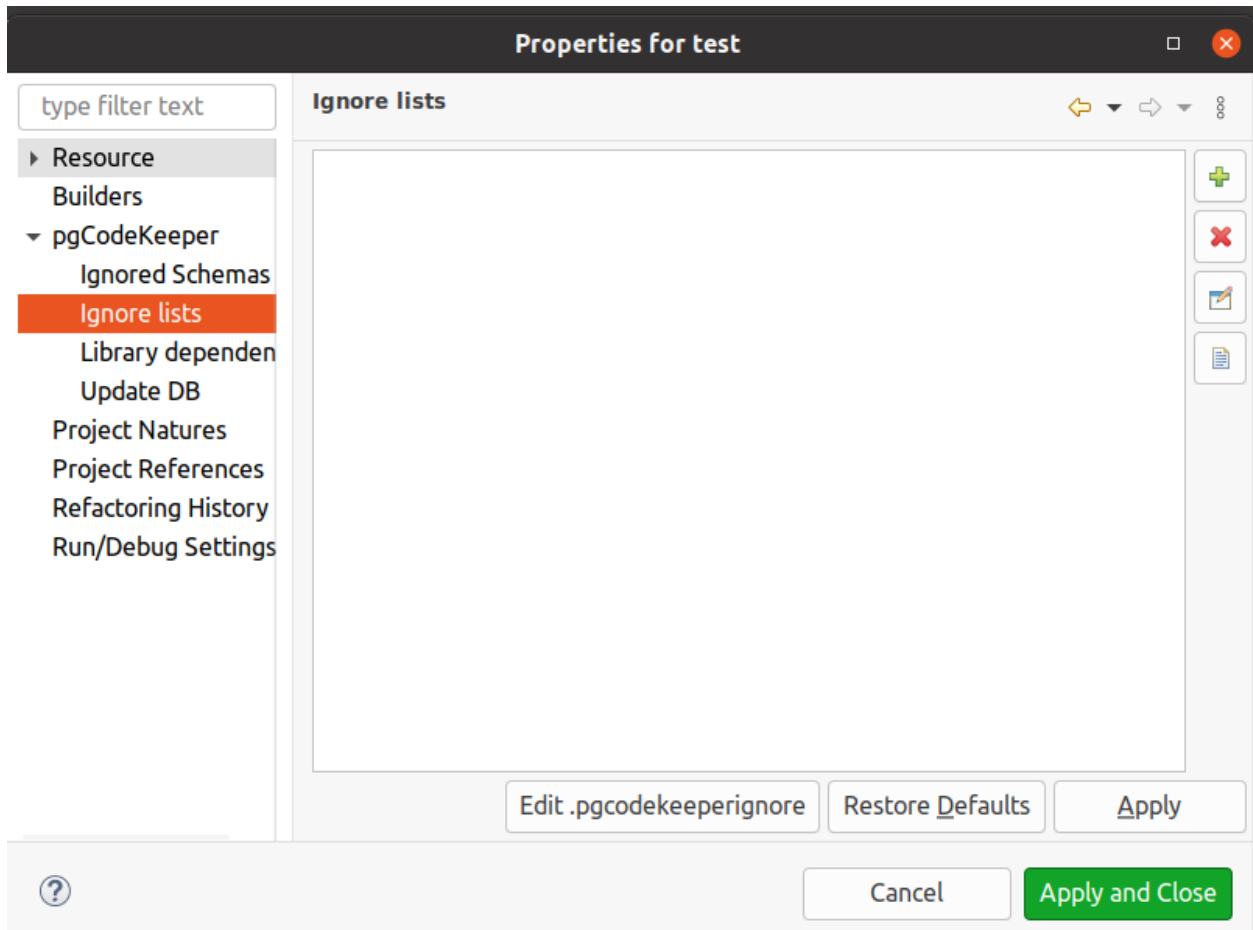 Properties for test
type filter text
Ignore lists
Resource
Builders
pgCodeKeeper
Ignored Schemas
Ignore lists
Library dependen
Update DB
Project Natures
Project References
Refactoring History
Run/Debug Settings
Edit .pgcodekeeperignore
Restore Defaults
Apply
?
Cancel
Apply and Close